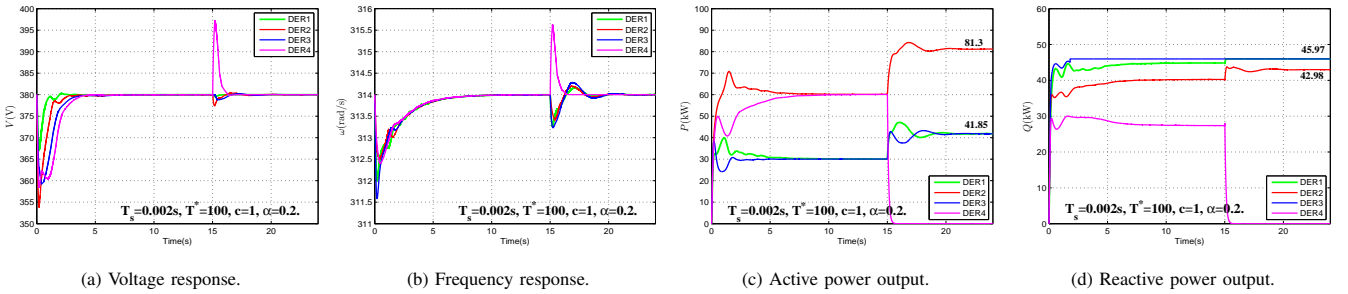 400
395
390
385
380
375
370
365
360
355
350
V(V)
0
5
10
15
20
Time(s)
DER1
DER2
DER3
DER4
T_s=0.002s, T*=100, c=1, α=0.2.
(a) Voltage response.
317
316.5
316
315.5
315
314.5
314
313.5
313
312.5
312
311.5
311
ω(rad/s)
0
5
10
15
20
Time(s)
DER1
DER2
DER3
DER4
T_s=0.002s, T*=100, c=1, α=0.2.
(b) Frequency response.
100
90
80
70
60
50
40
30
20
10
0
P(kW)
0
5
10
15
20
Time(s)
81.3
41.85
DER1
DER2
DER3
DER4
T_s=0.002s, T*=100, c=1, α=0.2.
(c) Active power output.
60
50
40
30
20
10
0
Q(kW)
0
5
10
15
20
Time(s)
45.97
42.98
DER1
DER2
DER3
DER4
T_s=0.002s, T*=100, c=1, α=0.2.
(d) Reactive power output.